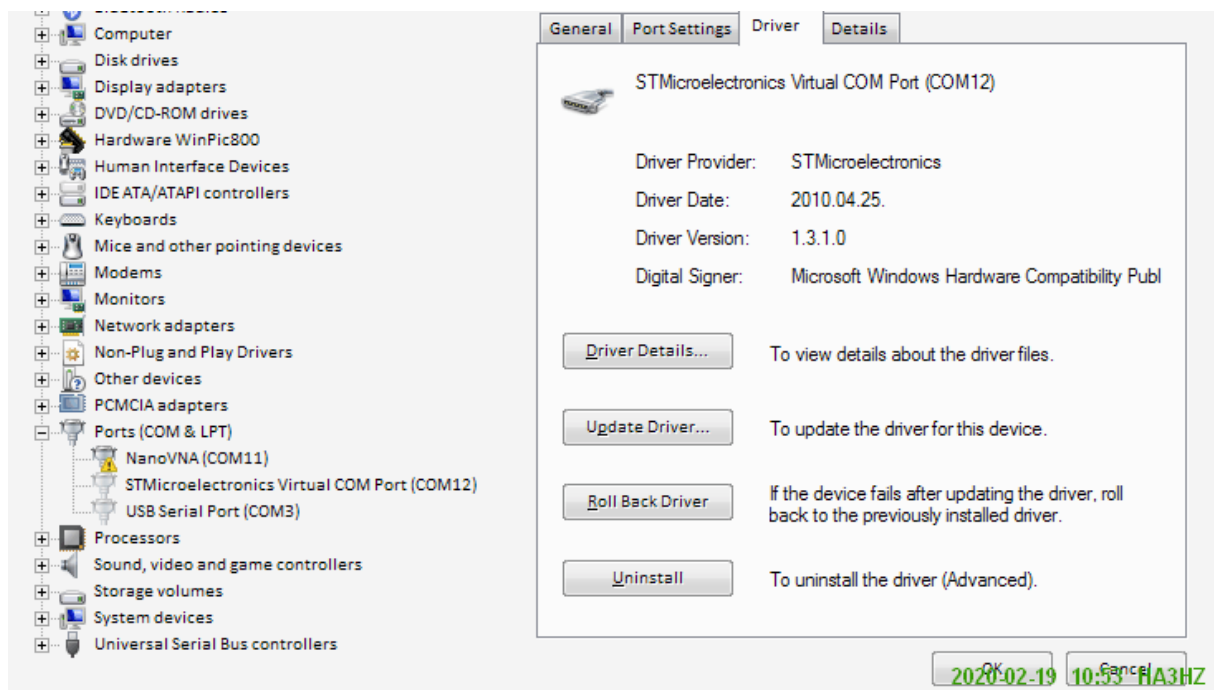 Computer
Disk drives
Display adapters
DVD/CD-ROM drives
Hardware WinPic800
Human Interface Devices
IDE ATA/ATAPI controllers
Keyboards
Mice and other pointing devices
Modems
Monitors
Network adapters
Non-Plug and Play Drivers
Other devices
PCMCIA adapters
Ports (COM & LPT)
NanoVNA (COM11)
STMicroelectronics Virtual COM Port (COM12)
USB Serial Port (COM3)
Processors
Sound, video and game controllers
Storage volumes
System devices
Universal Serial Bus controllers
General Port Settings Driver Details
STMicroelectronics Virtual COM Port (COM12)
Driver Provider: STMicroelectronics
Driver Date: 2010.04.25.
Driver Version: 1.3.1.0
Digital Signer: Microsoft Windows Hardware Compatibility Publ
Driver Details... To view details about the driver files.
Update Driver... To update the driver for this device.
Roll Back Driver If the device fails after updating the driver, roll
back to the previously installed driver.
Uninstall To uninstall the driver (Advanced).
OK Cancel
2020-02-19 10:53 HA3HZ